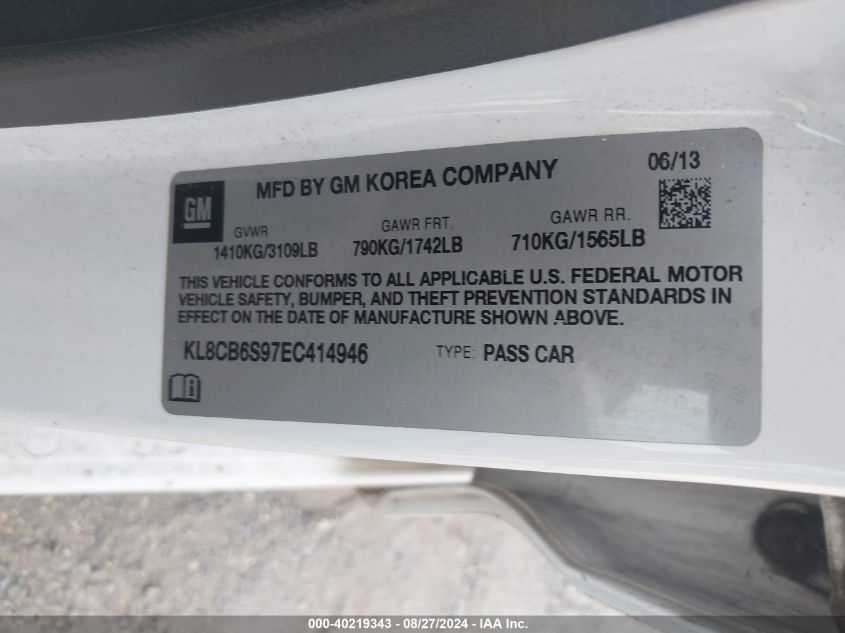 MFD BY GM KOREA COMPANY
06/13
GM
GVWR
GAWR FRT.
GAWR RR.
1410KG/3109LB
790KG/1742LB
710KG/1565LB
THIS VEHICLE CONFORMS TO ALL APPLICABLE U.S. FEDERAL MOTOR
VEHICLE SAFETY, BUMPER, AND THEFT PREVENTION STANDARDS IN
EFFECT ON THE DATE OF MANUFACTURE SHOWN ABOVE.
KL8CB6S97EC414946
TYPE: PASS CAR
000-40219343 - 08/27/2024 - IAA Inc.